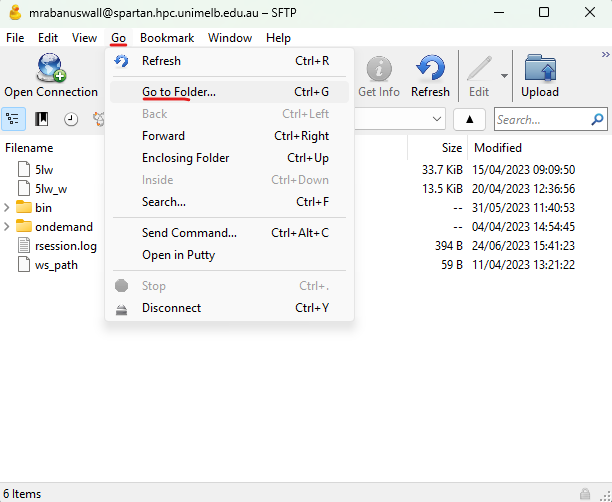 mrabanuswall@spartan.hpc.unimelb.edu.au – SFTP
File Edit View Go Bookmark Window Help
Open Connection Get Info Refresh Edit Upload
Refresh Ctrl+R
Go to Folder... Ctrl+G
Back Ctrl+Left
Forward Ctrl+Right
Enclosing Folder Ctrl+Up
Inside Ctrl+Down
Search... Ctrl+F
Send Command... Ctrl+Alt+C
Open in Putty
Stop Ctrl+.
Disconnect Ctrl+Y
Search...
Filename Size Modified
5lw 33.7 KiB 15/04/2023 09:09:50
5lw_w 13.5 KiB 20/04/2023 12:36:56
bin -- 31/05/2023 11:40:53
ondemand -- 04/04/2023 14:54:45
rsession.log 394 B 24/06/2023 15:41:23
ws_path 59 B 11/04/2023 13:21:22
6 Items